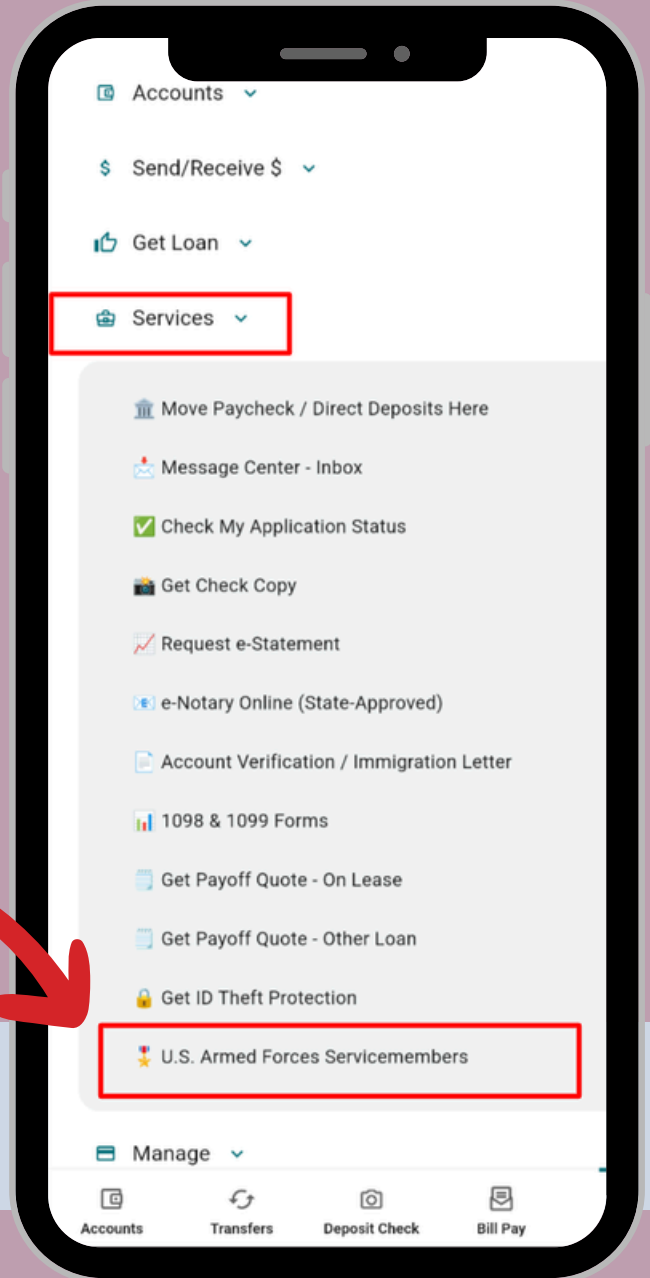 Accounts
Send/Receive $
Get Loan
Services
Move Paycheck / Direct Deposits Here
Message Center - Inbox
Check My Application Status
Get Check Copy
Request e-Statement
e-Notary Online (State-Approved)
Account Verification / Immigration Letter
1098 & 1099 Forms
Get Payoff Quote - On Lease
Get Payoff Quote - Other Loan
Get ID Theft Protection
U.S. Armed Forces Servicemembers
Manage
Accounts Transfers Deposit Check Bill Pay